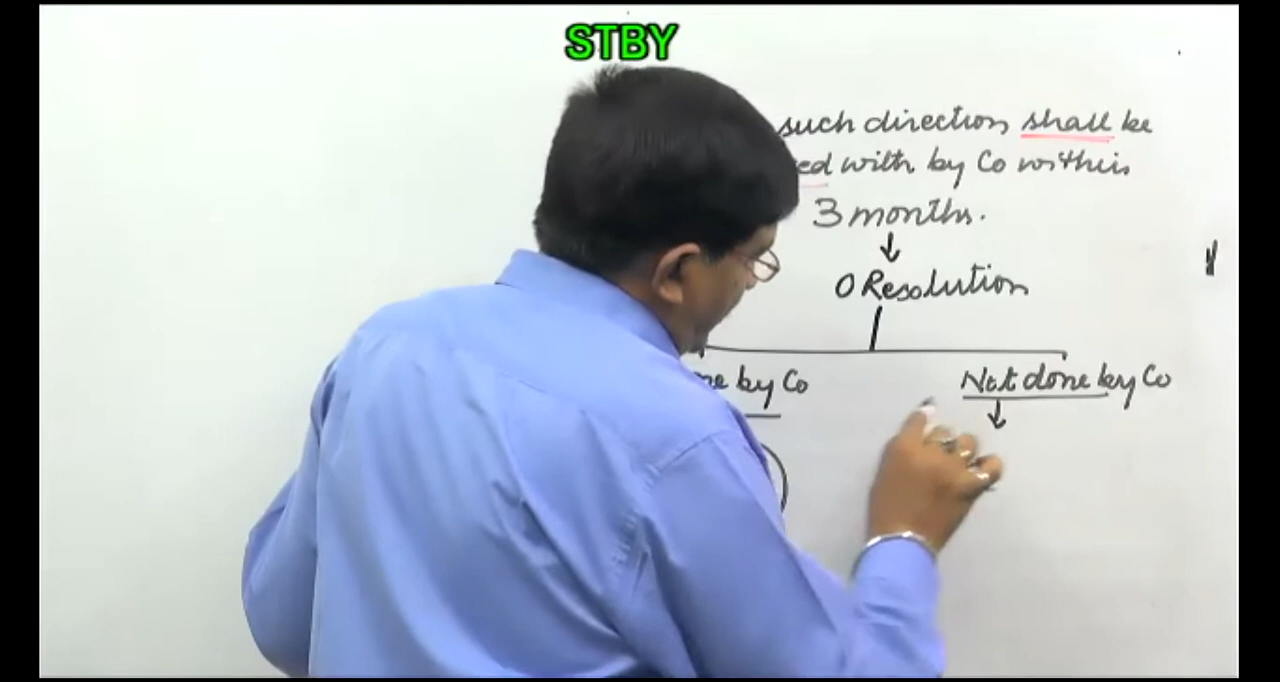 STBY
such direction shall be
with by Co within
3 months.
O Resolution
by Co
Not done by Co